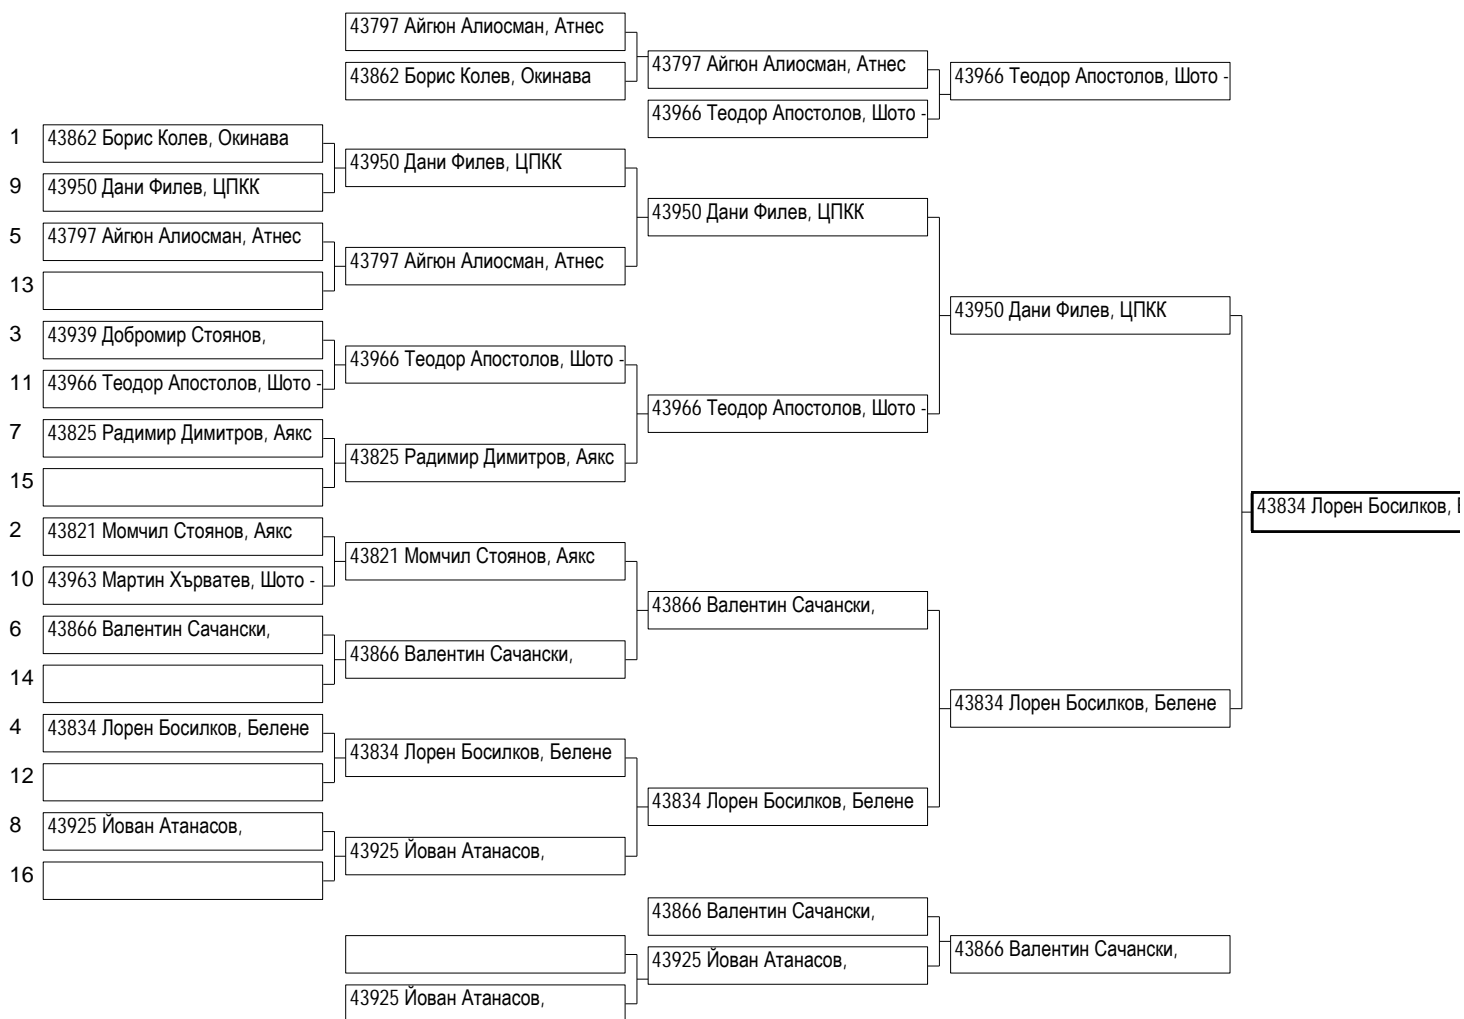 43797 Айгюн Алиосман, Атнес
43862 Борис Колев, Окинава
43797 Айгюн Алиосман, Атнес
43966 Теодор Апостолов, Шото -
43966 Теодор Апостолов, Шото -
1 43862 Борис Колев, Окинава
9 43950 Дани Филев, ЦПКК
5 43797 Айгюн Алиосман, Атнес
13
3 43939 Добромир Стоянов,
11 43966 Теодор Апостолов, Шото -
7 43825 Радимир Димитров, Аякс
15
2 43821 Момчил Стоянов, Аякс
10 43963 Мартин Хърватев, Шото -
6 43866 Валентин Сачански,
14
4 43834 Лорен Босилков, Белене
12
8 43925 Йован Атанасов,
16
43950 Дани Филев, ЦПКК
43797 Айгюн Алиосман, Атнес
43966 Теодор Апостолов, Шото -
43825 Радимир Димитров, Аякс
43821 Момчил Стоянов, Аякс
43866 Валентин Сачански,
43834 Лорен Босилков, Белене
43925 Йован Атанасов,
43950 Дани Филев, ЦПКК
43966 Теодор Апостолов, Шото -
43866 Валентин Сачански,
43834 Лорен Босилков, Белене
43950 Дани Филев, ЦПКК
43834 Лорен Босилков, Белене
43834 Лорен Босилков,
43925 Йован Атанасов,
43866 Валентин Сачански,
43925 Йован Атанасов,
43866 Валентин Сачански,